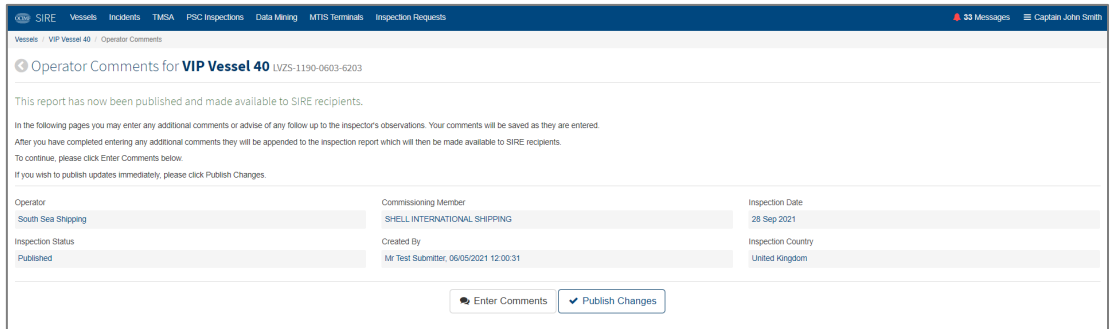 OCIMF SIRE Vessels Incidents TMSA PSC Inspections Data Mining MTIS Terminals Inspection Requests 33 Messages Captain John Smith
Vessels / VIP Vessel 40 / Operator Comments
Operator Comments for VIP Vessel 40 LVZS-1190-0603-6203
This report has now been published and made available to SIRE recipients.
In the following pages you may enter any additional comments or advise of any follow up to the inspector's observations. Your comments will be saved as they are entered.
After you have completed entering any additional comments they will be appended to the inspection report which will then be made available to SIRE recipients.
To continue, please click Enter Comments below.
If you wish to publish updates immediately, please click Publish Changes.
Operator Commissioning Member Inspection Date
South Sea Shipping SHELL INTERNATIONAL SHIPPING 28 Sep 2021
Inspection Status Created By Inspection Country
Published Mr Test Submitter, 06/05/2021 12:00:31 United Kingdom
Enter Comments Publish Changes